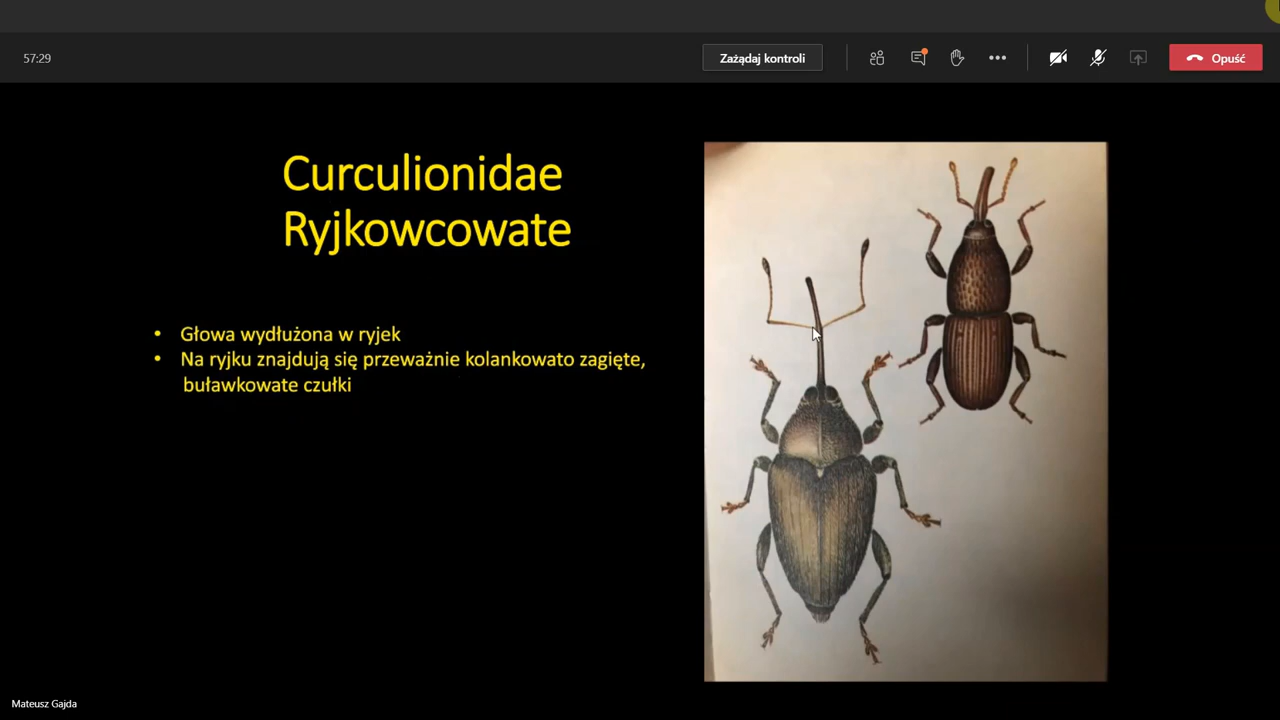 57:29
Zażądaj kontroli
Opuść
Curculionidae
Ryjkowcowate
• Głowa wydłużona w ryjek
• Na ryjku znajdują się przeważnie kolankowato zagięte,
buławkowate czułki
Mateusz Gajda